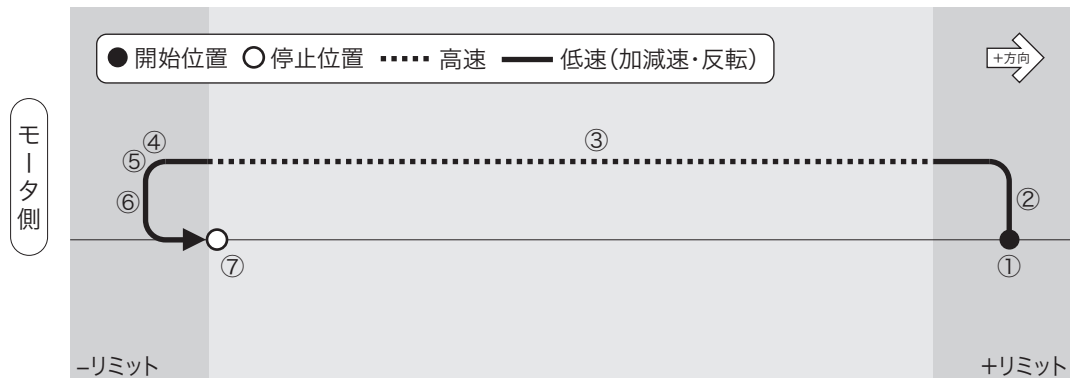 ●開始位置 ○停止位置 高速 低速(加減速・反転)
+方向
モータ側
③
④
⑤
⑥
②
⑦
①
−リミット
+リミット